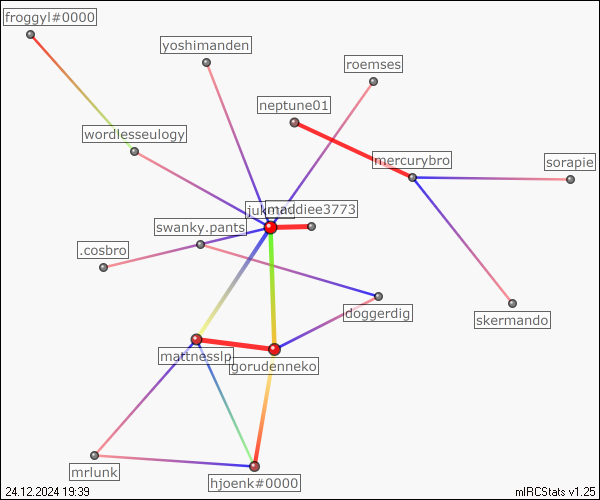 froggyl#0000
yoshimanden
roemses
neptune01
wordlesseulogy
mercurybro
sorapie
maddiee3773
swanky.pants
.cosbro
doggerdig
skermando
mattnesslp
gorudenneko
mrlunk
hjoenk#0000
24.12.2024 19:39
mIRCStats v1.25